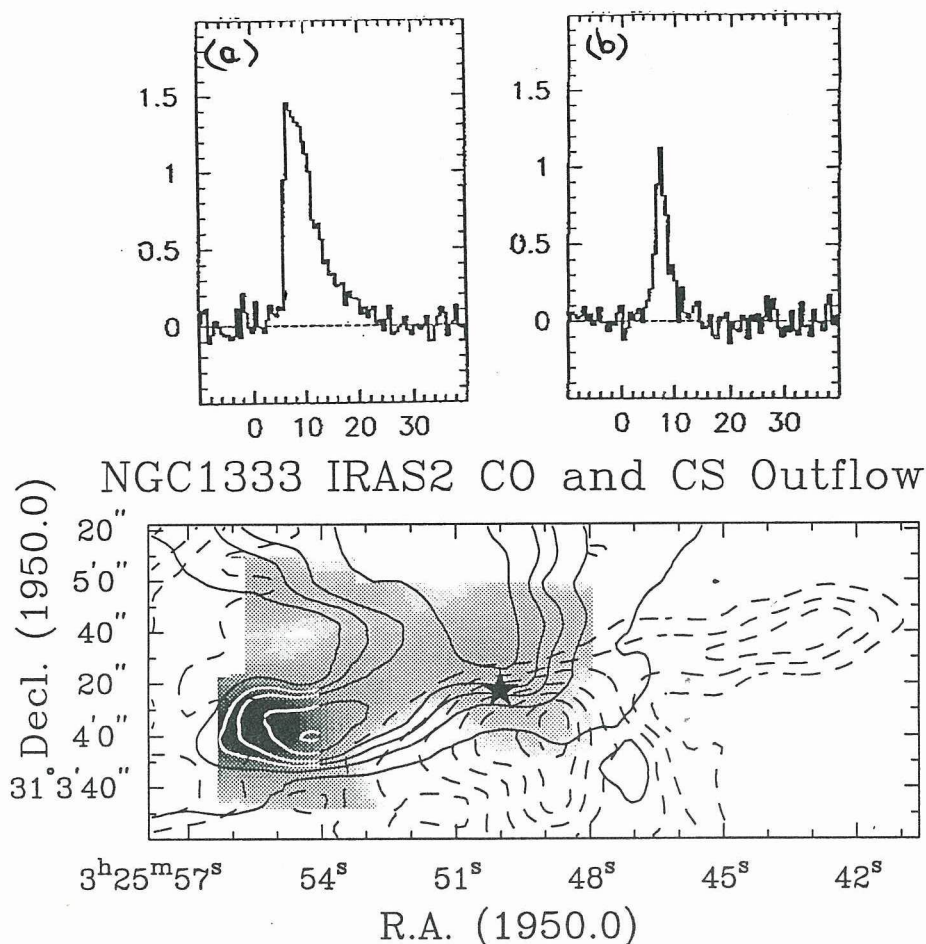 (a)
(b)
1.5
1
0.5
0
1.5
1
0.5
0
0 10 20 30
0 10 20 30
NGC1333 IRAS2 CO and CS Outflow
Decl. (1950.0)
20"
5'0"
40"
20"
4'0"
31°3'40"
3h25m57s 54s 51s 48s 45s 42s
R.A. (1950.0)